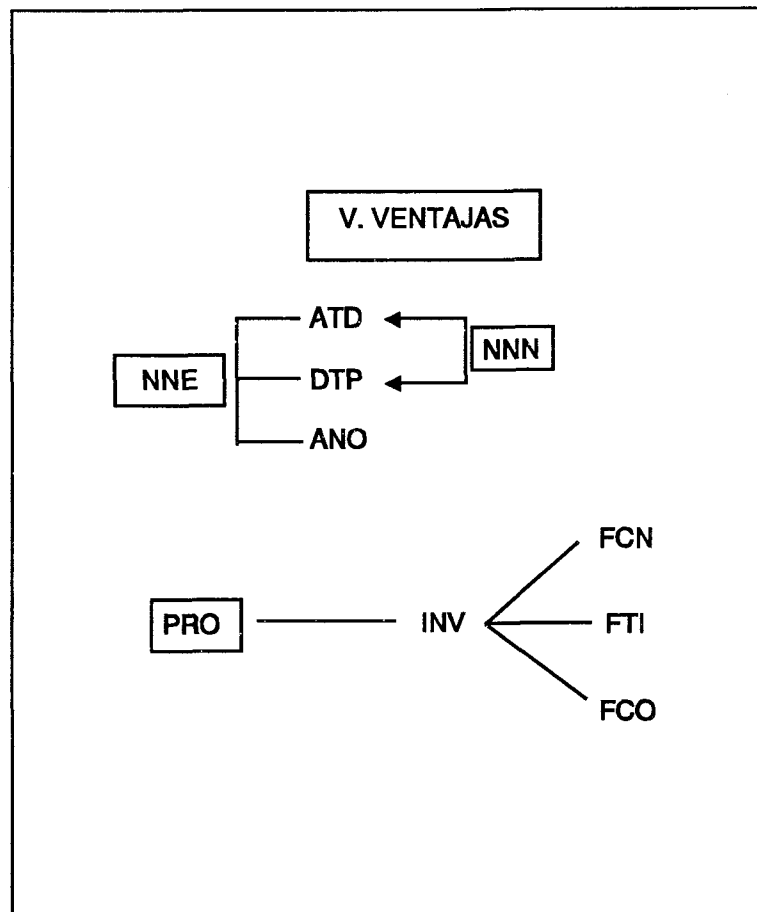 V. VENTAJAS
ATD
NNN
NNE
DTP
ANO
FCN
PRO
INV
FTI
FCO